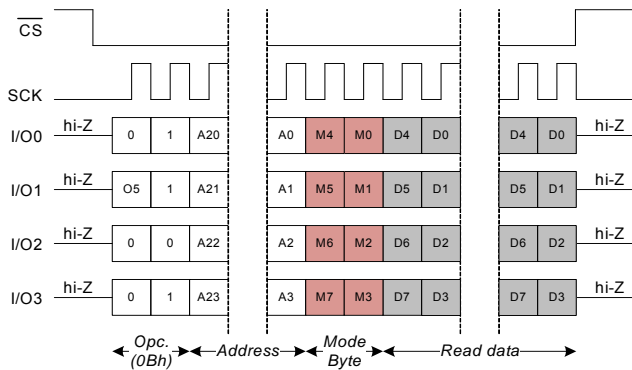 CS
SCK
I/O0 hi-Z 0 1 A20 A0 M4 M0 D4 D0 D4 D0 hi-Z
I/O1 hi-Z O5 1 A21 A1 M5 M1 D5 D1 D5 D1 hi-Z
I/O2 hi-Z 0 0 A22 A2 M6 M2 D6 D2 D6 D2 hi-Z
I/O3 hi-Z 0 1 A23 A3 M7 M3 D7 D3 D7 D3 hi-Z
Opc. Address Mode Read data
(0Bh) Byte